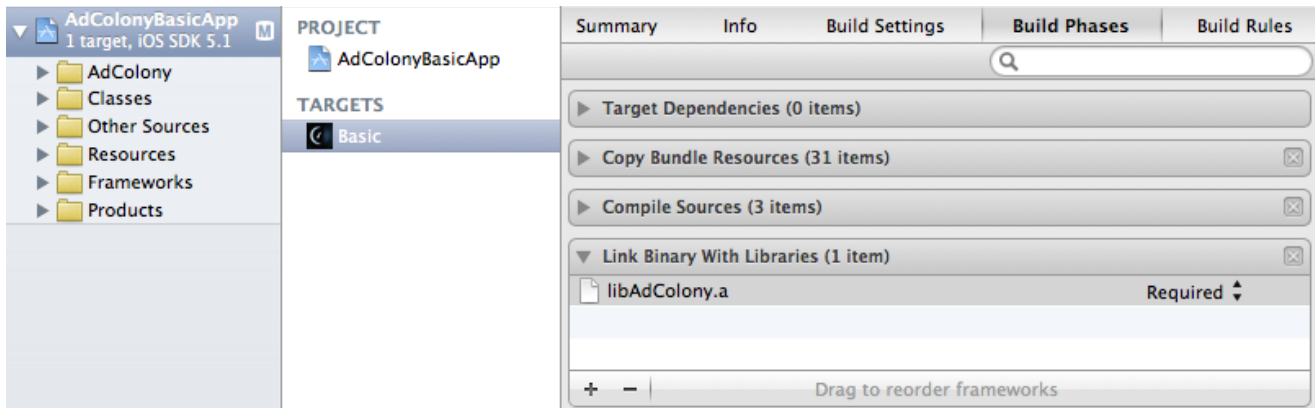 AdColonyBasicApp
1 target, iOS SDK 5.1
M
AdColony
Classes
Other Sources
Resources
Frameworks
Products
PROJECT
AdColonyBasicApp
TARGETS
Basic
Summary Info Build Settings Build Phases Build Rules
Target Dependencies (0 items)
Copy Bundle Resources (31 items)
Compile Sources (3 items)
Link Binary With Libraries (1 item)
libAdColony.a Required
+ −
Drag to reorder frameworks